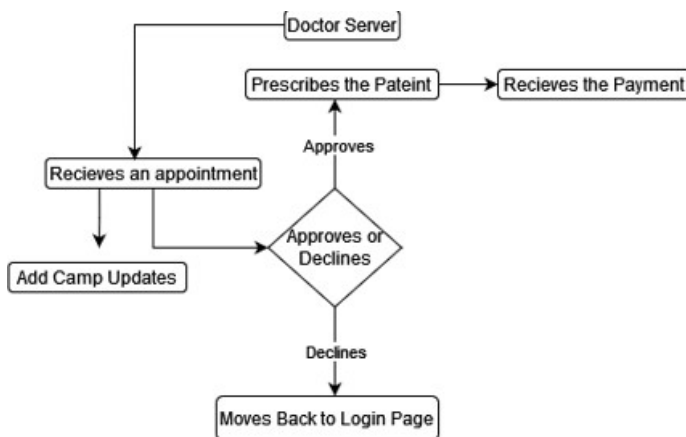 Doctor Server
Prescribes the Pateint
Recieves the Payment
Approves
Recieves an appointment
Approves or
Declines
Add Camp Updates
Declines
Moves Back to Login Page